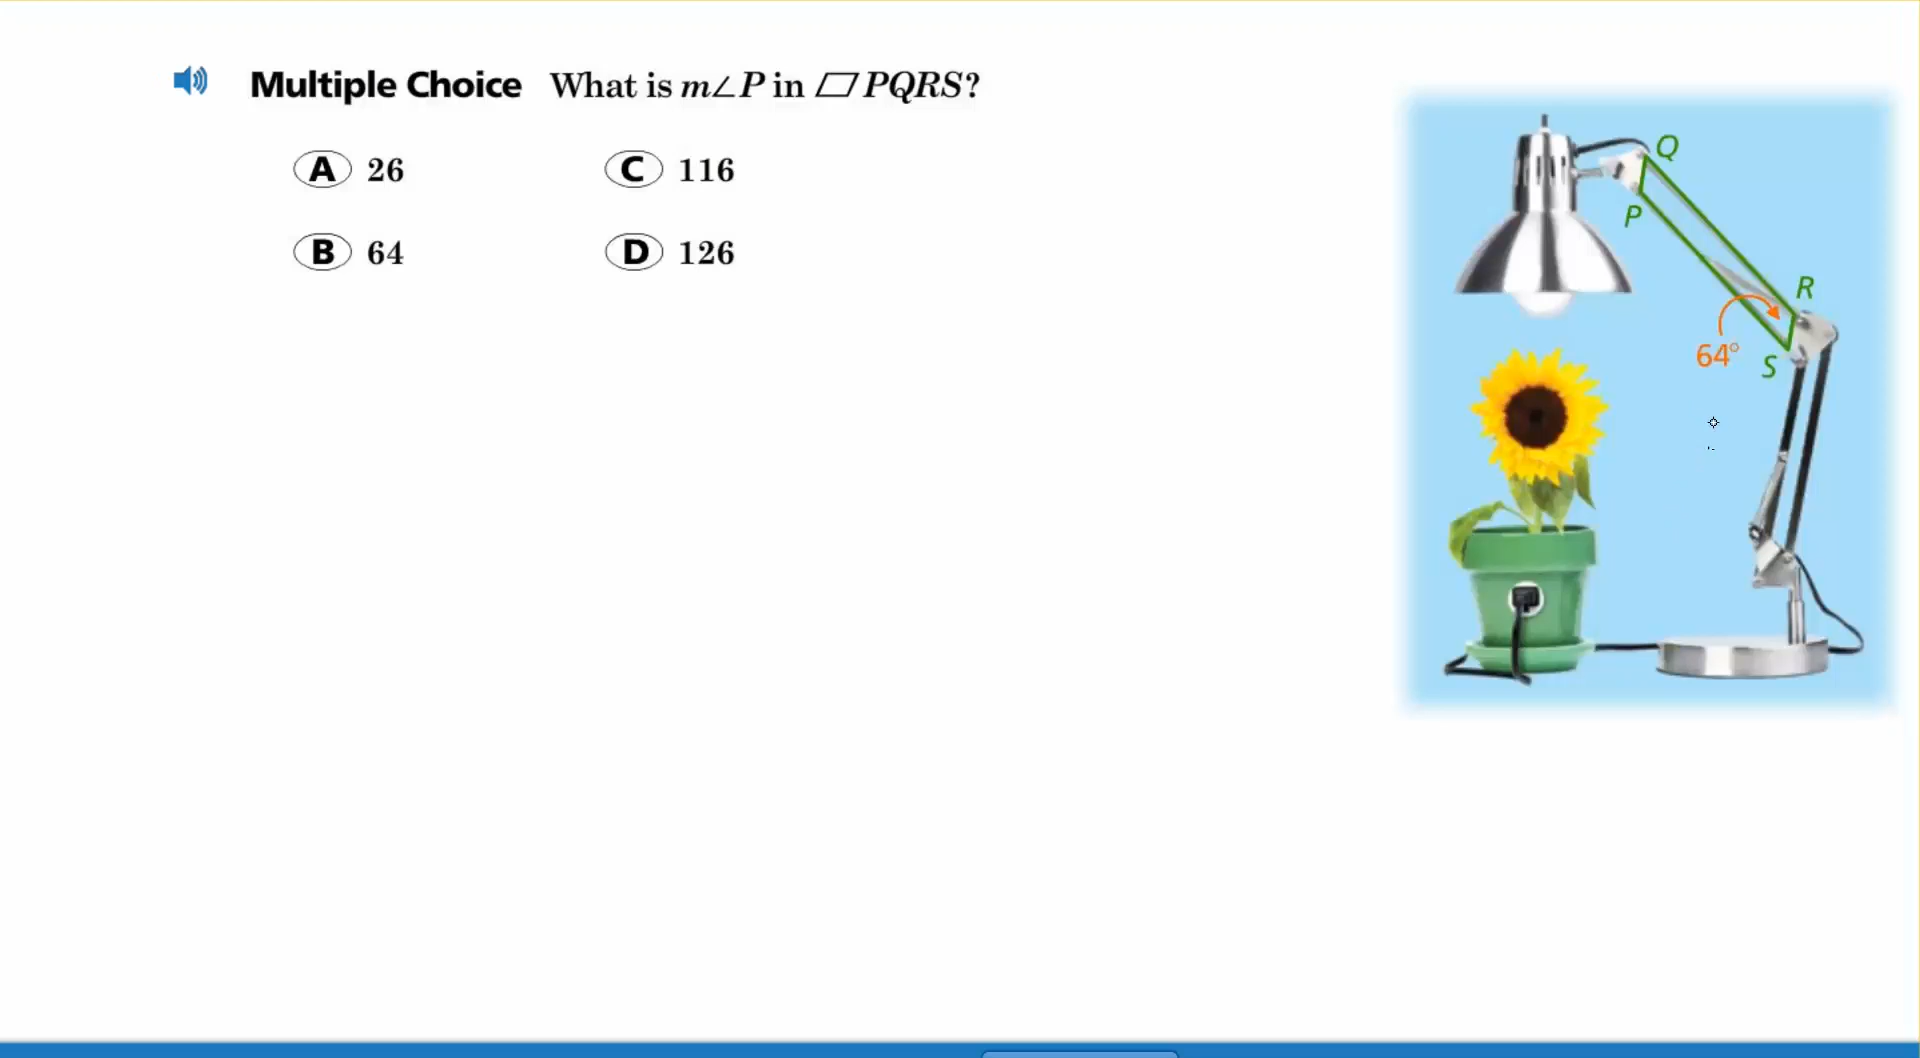 Multiple Choice What is m∠P in ▱PQRS?
A 26
C 116
B 64
D 126
Q
P
R
64°
S